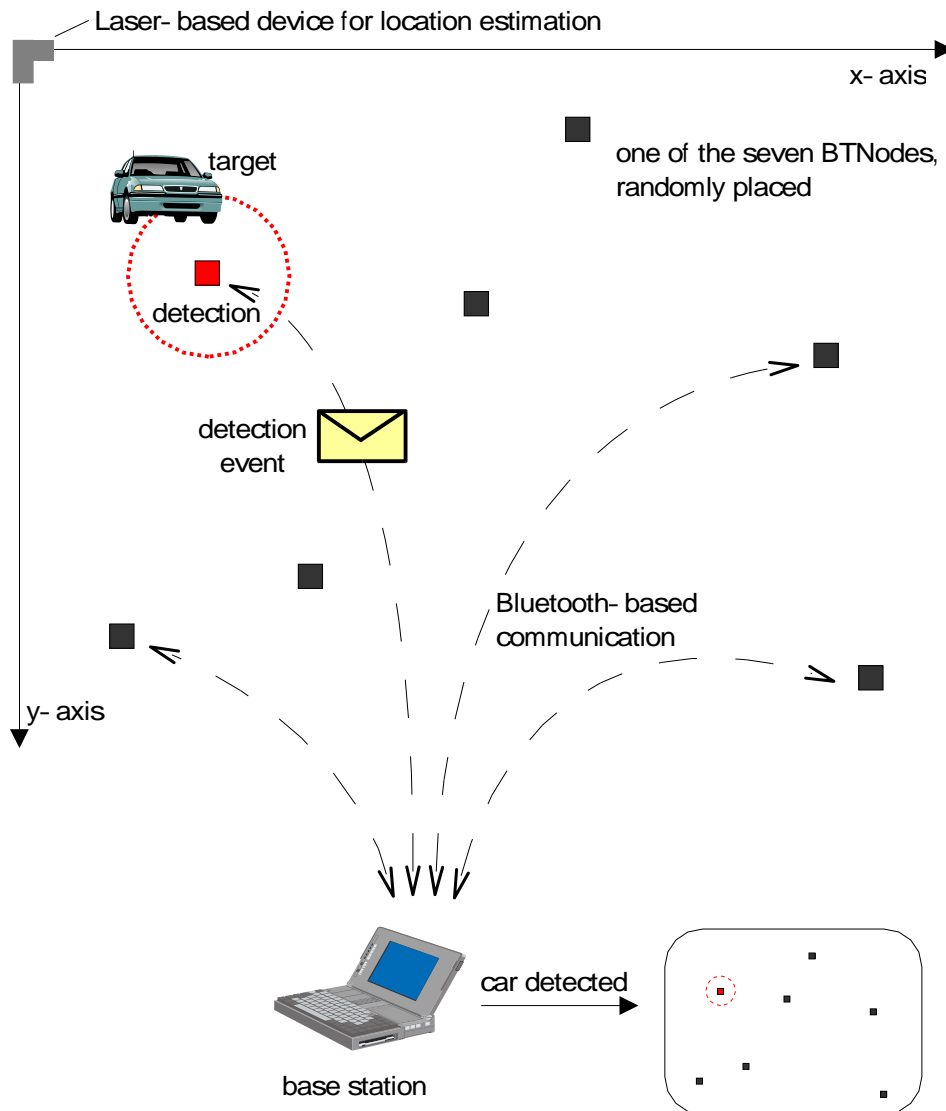 Laser- based device for location estimation
x- axis
target
one of the seven BTNodes,
randomly placed
detection
detection
event
Bluetooth- based
communication
y- axis
car detected
base station